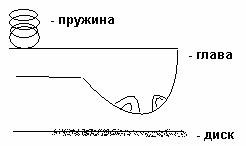 - пружина
- глава
- диск